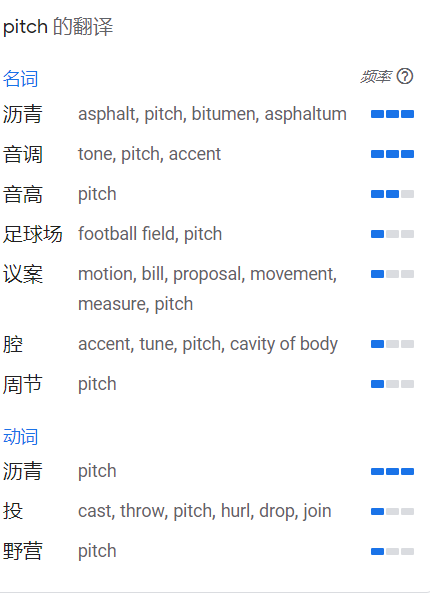 pitch 的翻译
名词 频率
沥青 asphalt, pitch, bitumen, asphaltum
音调 tone, pitch, accent
音高 pitch
足球场 football field, pitch
议案 motion, bill, proposal, movement,
measure, pitch
腔 accent, tune, pitch, cavity of body
周节 pitch
动词
沥青 pitch
投 cast, throw, pitch, hurl, drop, join
野营 pitch